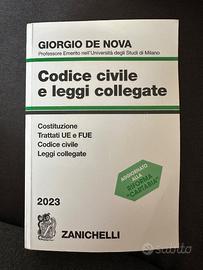 GIORGIO DE NOVA
Professore Emerito nell'Università degli Studi di Milano
Codice civile
e leggi collegate
Costituzione
Trattati UE e FUE
Codice civile
Leggi collegate
AGGIORNATO
ALLA
RIFORMA
"CARTABIA"
2023
ZANICHELLI
subito